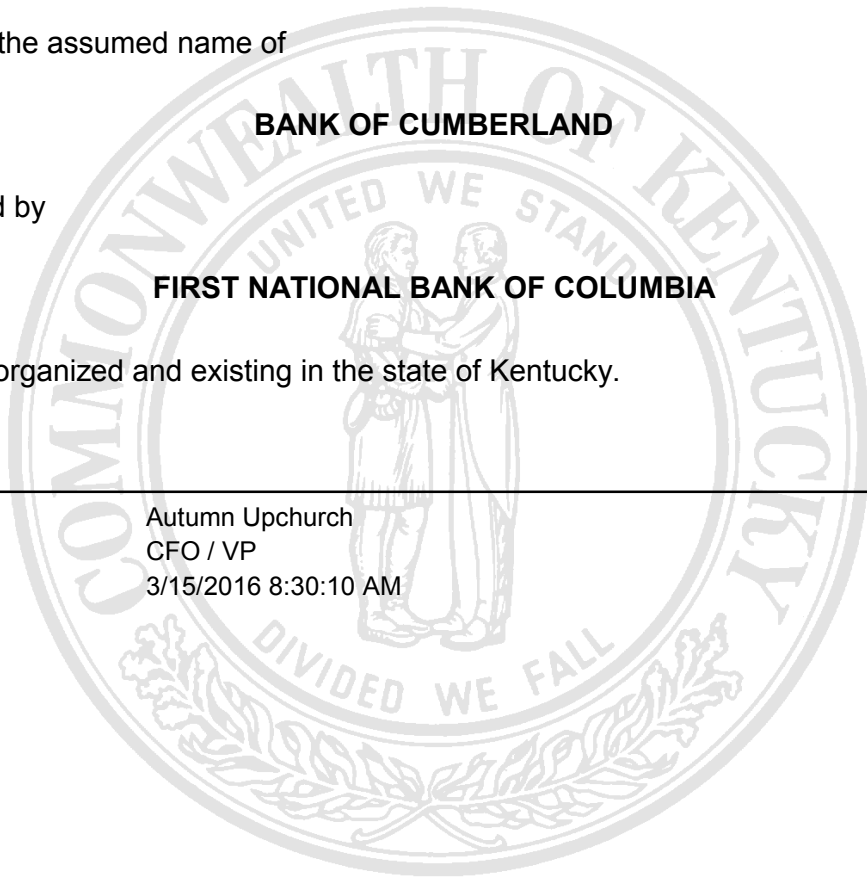 the assumed name of
BANK OF CUMBERLAND
d by
FIRST NATIONAL BANK OF COLUMBIA
organized and existing in the state of Kentucky.
Autumn Upchurch
CFO / VP
3/15/2016 8:30:10 AM
COMMONWEALTH OF KENTUCKY
UNITED WE STAND
DIVIDED WE FALL